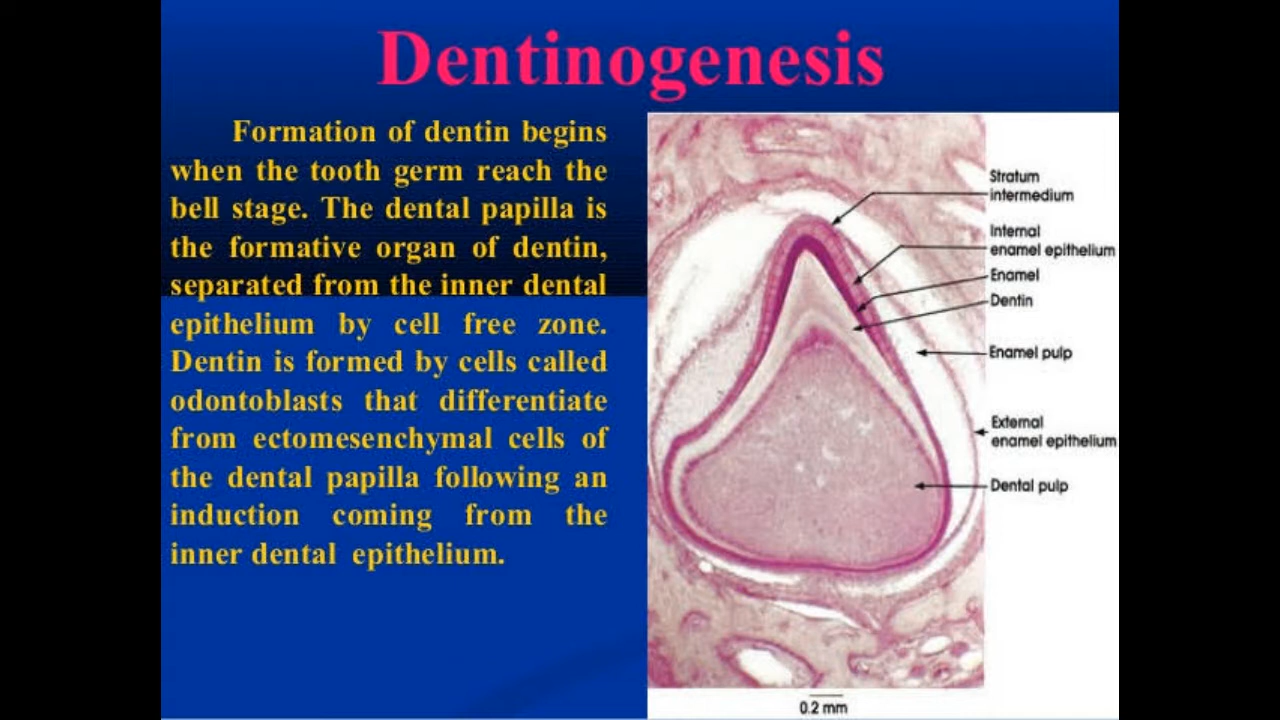 Dentinogenesis
Formation of dentin begins
when the tooth germ reach the
bell stage. The dental papilla is
the formative organ of dentin,
separated from the inner dental
epithelium by cell free zone.
Dentin is formed by cells called
odontoblasts that differentiate
from ectomesenchymal cells of
the dental papilla following an
induction coming from the
inner dental epithelium.
Stratum
intermedium
Internal
enamel epithelium
Enamel
Dentin
Enamel pulp
External
enamel epithelium
Dental pulp
0.2 mm